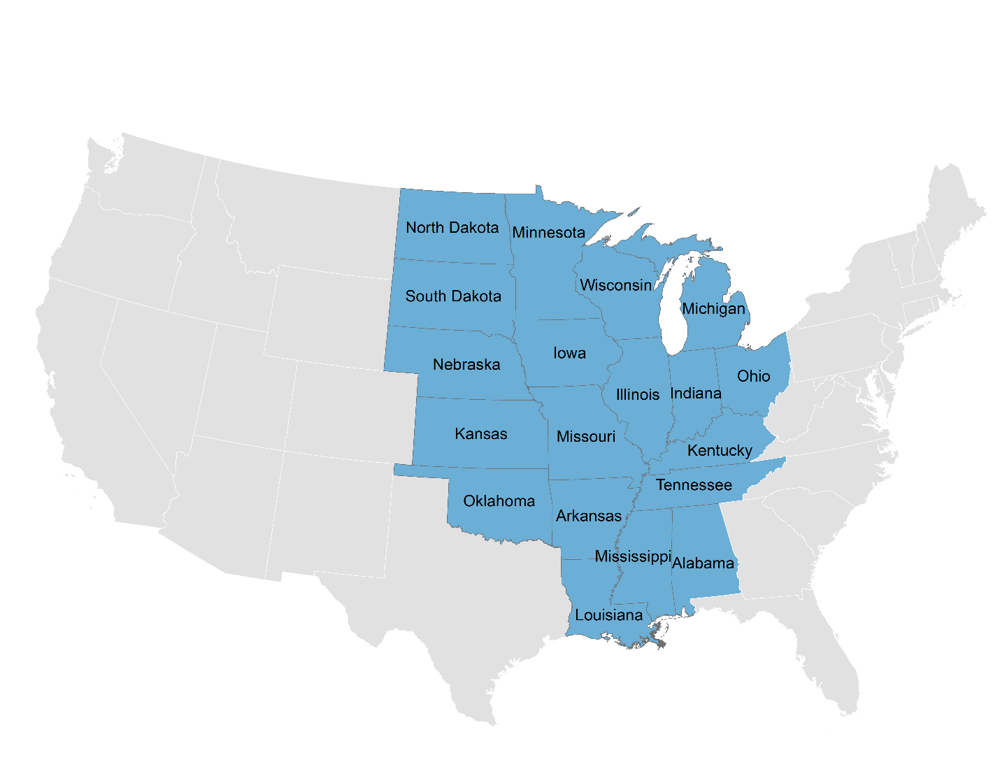 North Dakota
Minnesota
Wisconsin
South Dakota
Michigan
Iowa
Nebraska
Ohio
Illinois
Indiana
Kansas
Missouri
Kentucky
Tennessee
Oklahoma
Arkansas
Mississippi
Alabama
Louisiana